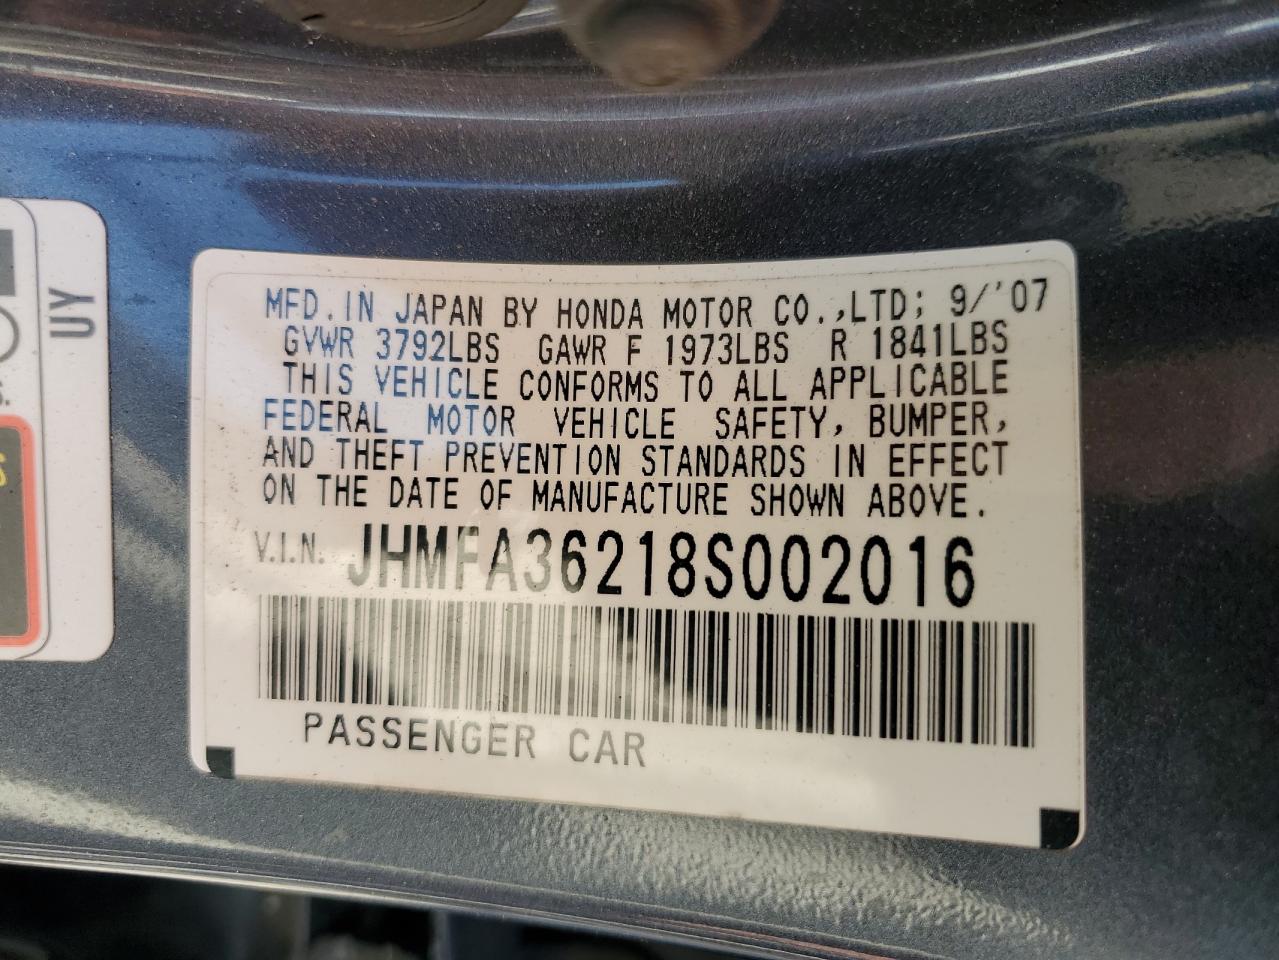 MFD. IN JAPAN BY HONDA MOTOR CO.,LTD; 9/'07
GVWR 3792LBS GAWR F 1973LBS R 1841LBS
THIS VEHICLE CONFORMS TO ALL APPLICABLE
FEDERAL MOTOR VEHICLE SAFETY, BUMPER,
AND THEFT PREVENTION STANDARDS IN EFFECT
ON THE DATE OF MANUFACTURE SHOWN ABOVE.
V.I.N. JHMFA36218S002016
PASSENGER CAR
UY